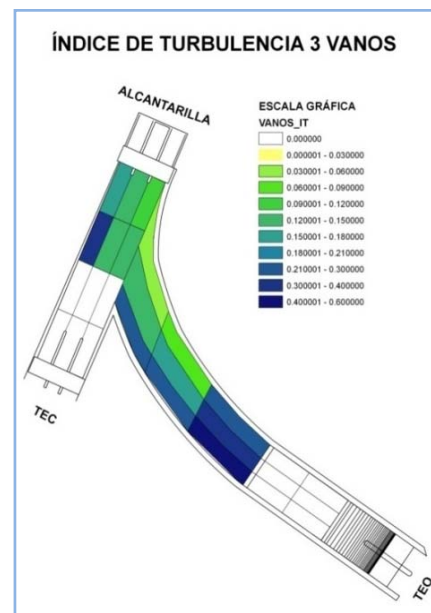 ÍNDICE DE TURBULENCIA 3 VANOS
ALCANTARILLA
ESCALA GRÁFICA
VANOS_IT
0.000000
0.000001 - 0.030000
0.030001 - 0.060000
0.060001 - 0.090000
0.090001 - 0.120000
0.120001 - 0.150000
0.150001 - 0.180000
0.180001 - 0.210000
0.210001 - 0.300000
0.300001 - 0.400000
0.400001 - 0.600000
TEC
TEO